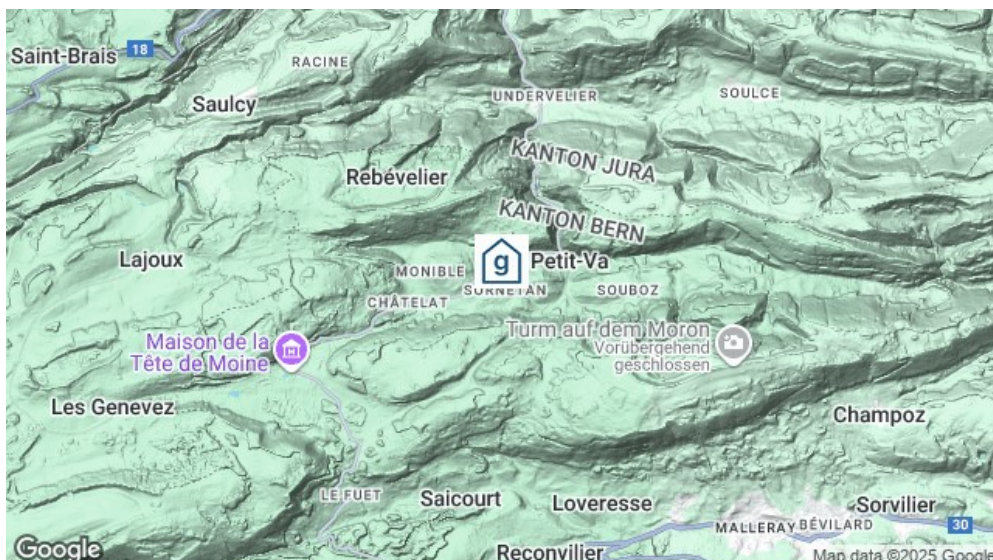 Saint-Brais
18
RACINE
Saulcy
UNDERVELIER
SOULCE
KANTON JURA
Rebévelier
KANTON BERN
g
Petit-Va
Lajoux
MONIBLE
SORNETAN
SOUBOZ
CHÂTELAT
Turm auf dem Moron
Vorübergehend
geschlossen
Maison de la
Tête de Moine
Les Genevez
Champoz
LE FUET
Saicourt
Loveresse
Sorvilier
MALLERAY
BÉVILARD
30
Reconvilier
Google
Map data ©2025 Google